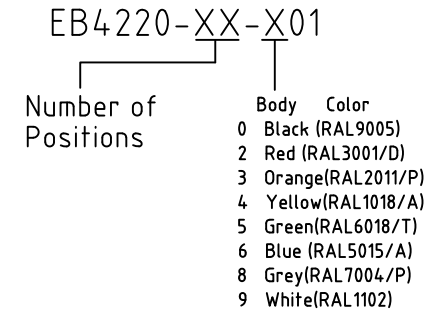 EB4220-XX-X01
Number of
Positions
Body Color
0 Black (RAL9005)
2 Red (RAL3001/D)
3 Orange(RAL2011/P)
4 Yellow(RAL1018/A)
5 Green(RAL6018/T)
6 Blue (RAL5015/A)
8 Grey(RAL7004/P)
9 White(RAL1102)